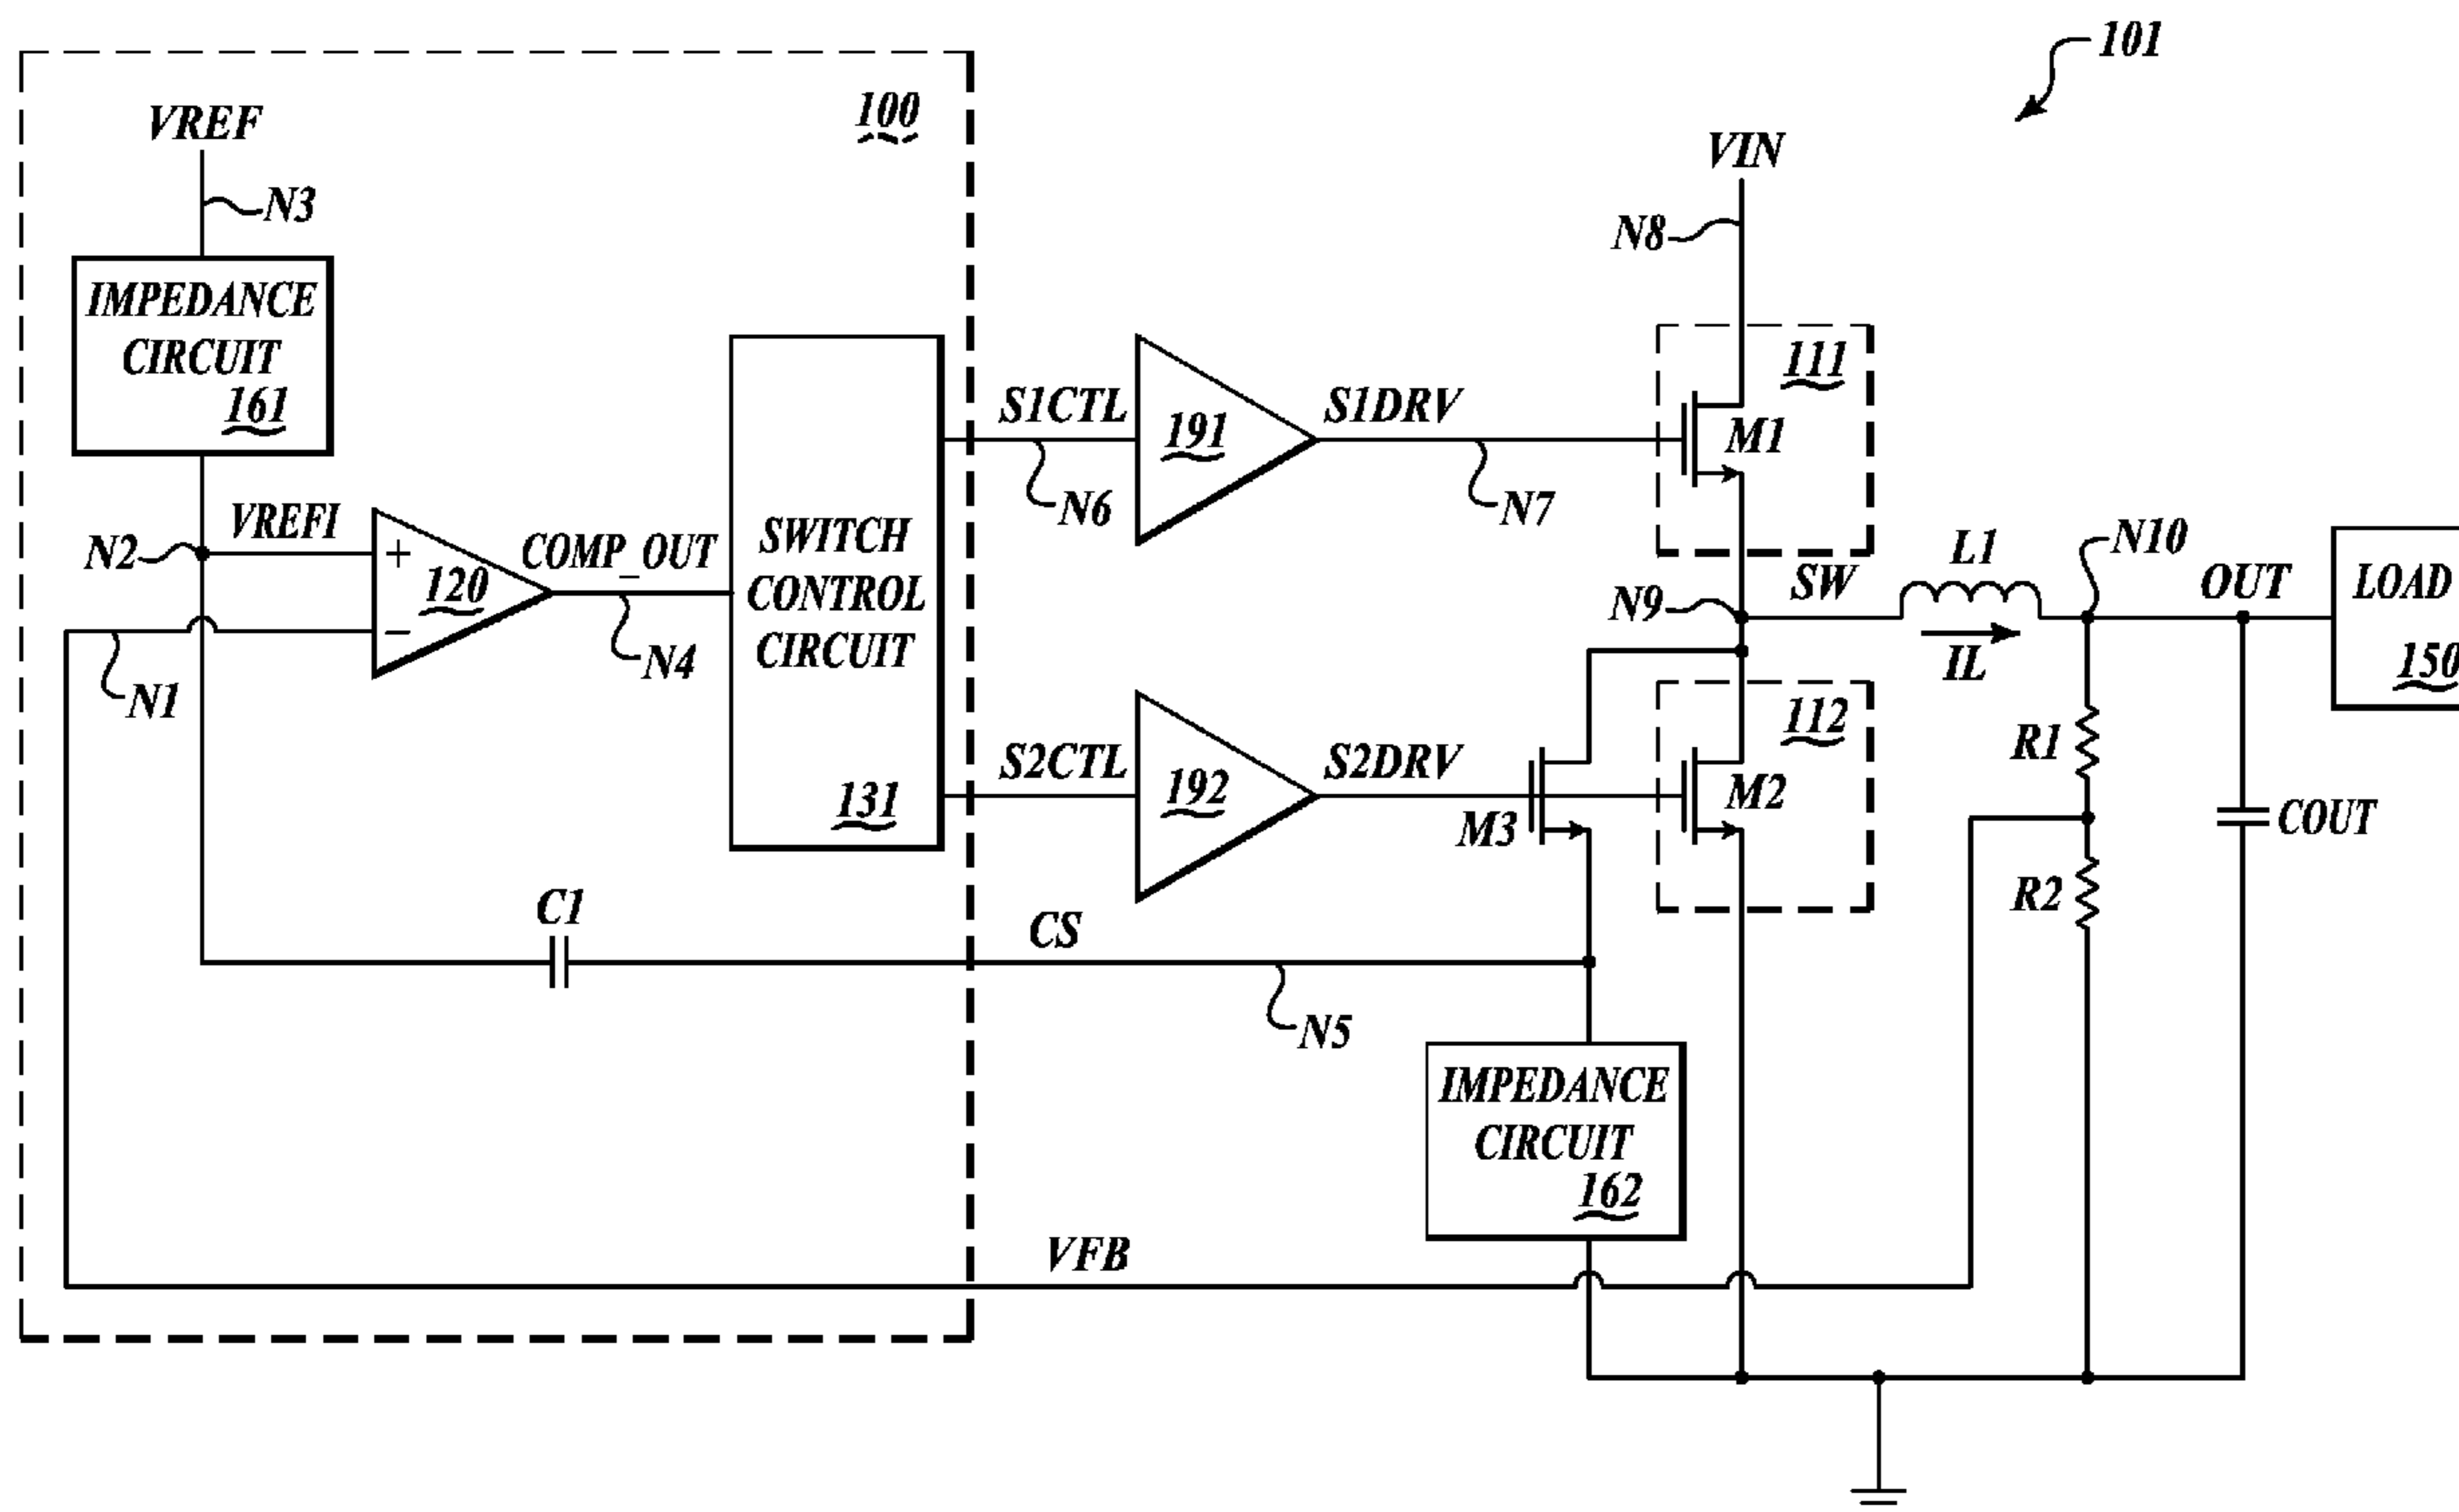 101
100
VREF
VIN
N3
N8
IMPEDANCE
CIRCUIT
161
111
S1CTL
191
S1DRV
M1
N6
N7
N2
VREFI
+
120
−
COMP_OUT
N4
N1
SWITCH
CONTROL
CIRCUIT
131
L1
N10
SW
OUT
LOAD
150
N9
IL
112
S2CTL
192
S2DRV
M3
M2
R1
R2
COUT
C1
CS
N5
IMPEDANCE
CIRCUIT
162
VFB